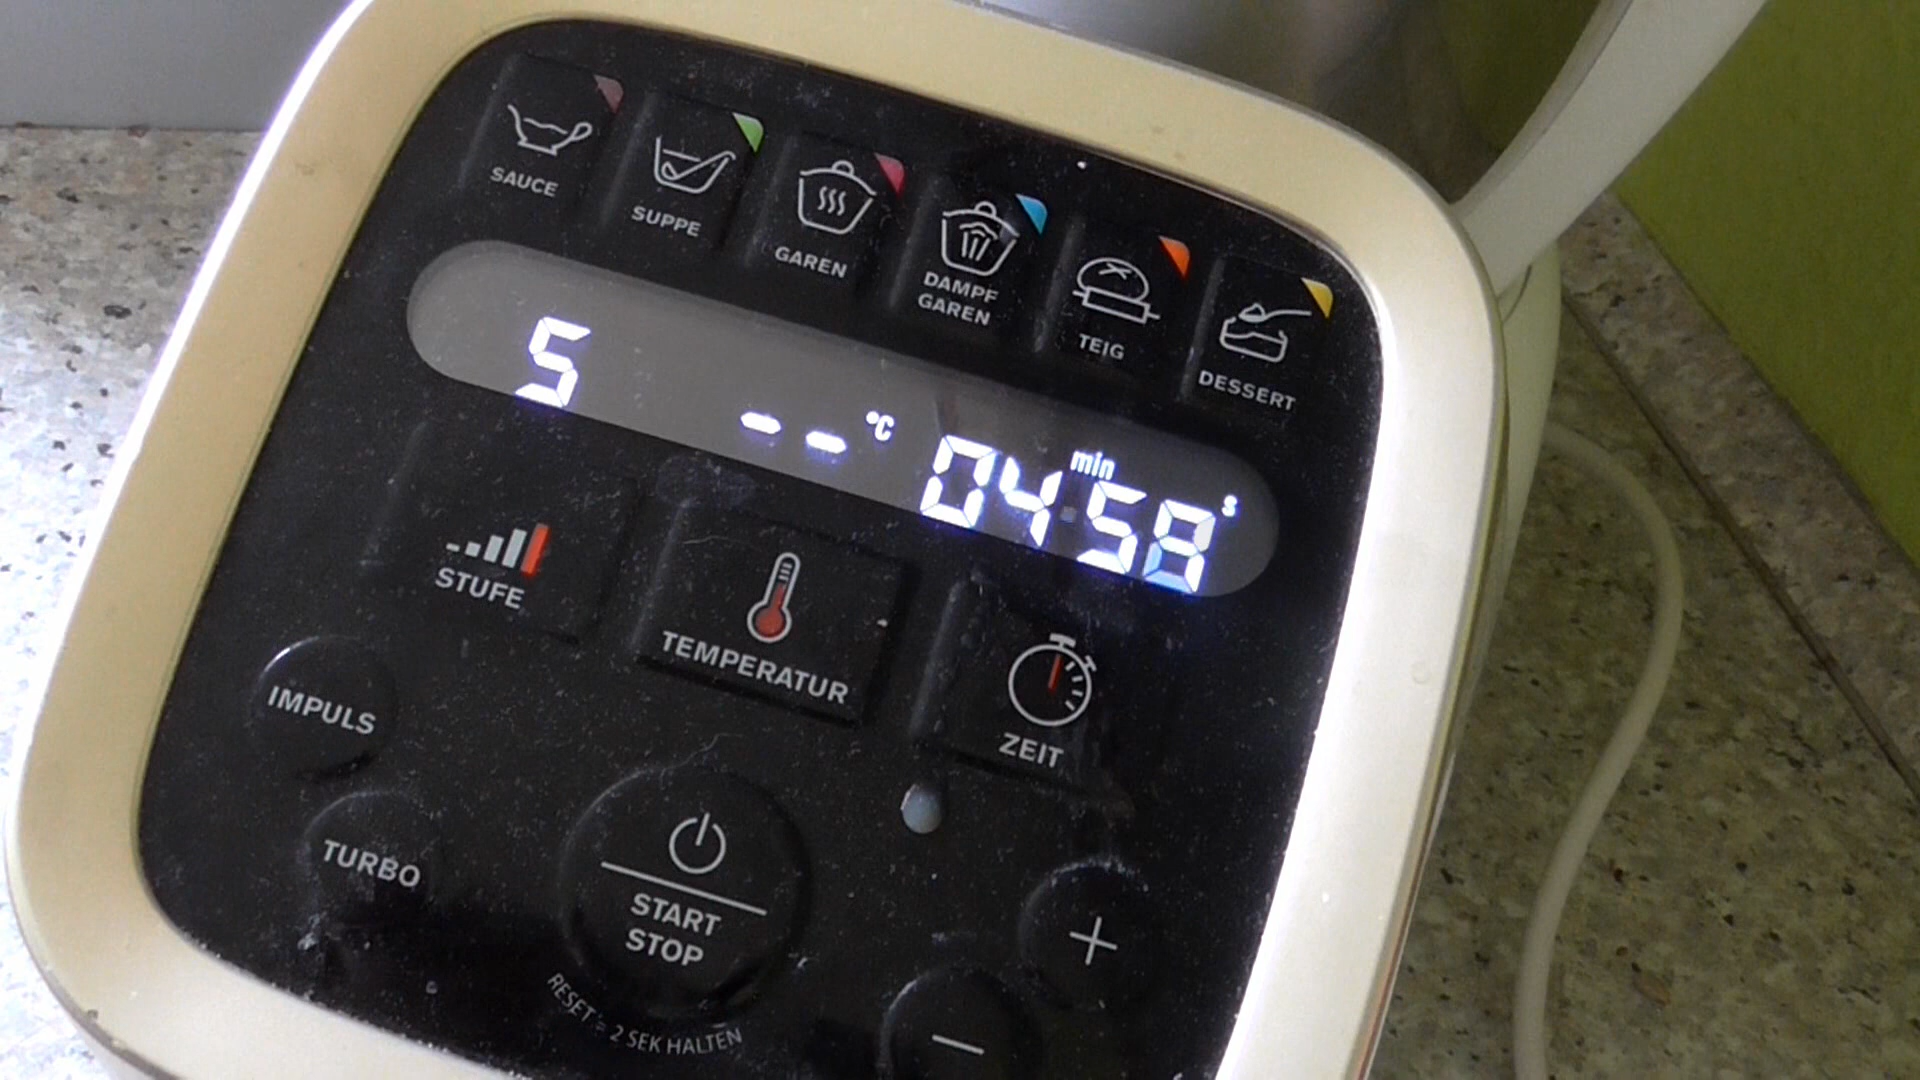 SAUCE
SUPPE
GAREN
DAMPF
GAREN
TEIG
DESSERT
5
-- °C
min
04:58 s
STUFE
TEMPERATUR
ZEIT
IMPULS
TURBO
START
STOP
+
−
RESET = 2 SEK HALTEN